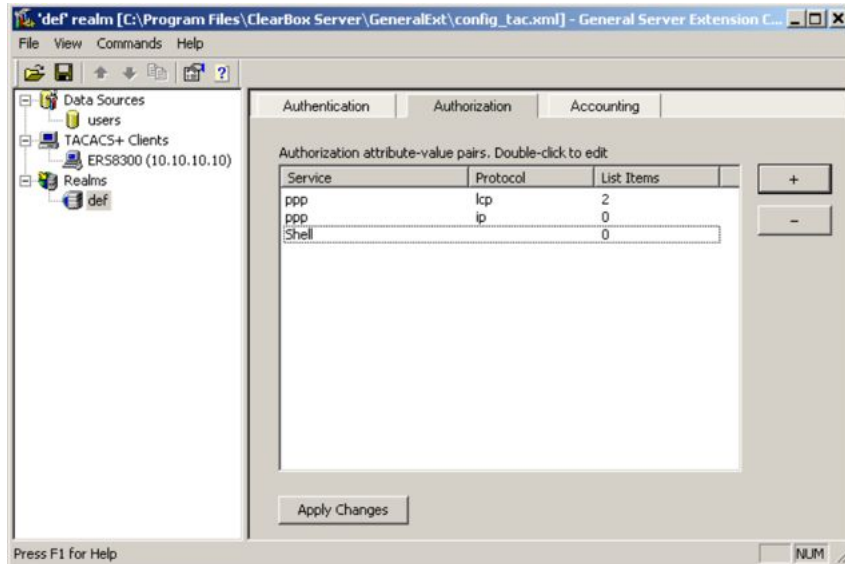 'def' realm [C:\Program Files\ClearBox Server\GeneralExt\config_tac.xml] - General Server Extension C...
File View Commands Help
Data Sources
users
TACACS+ Clients
ERS8300 (10.10.10.10)
Realms
def
Authentication Authorization Accounting
Authorization attribute-value pairs. Double-click to edit
Service Protocol List Items
ppp lcp 2
ppp ip 0
Shell 0
+
-
Apply Changes
Press F1 for Help NUM